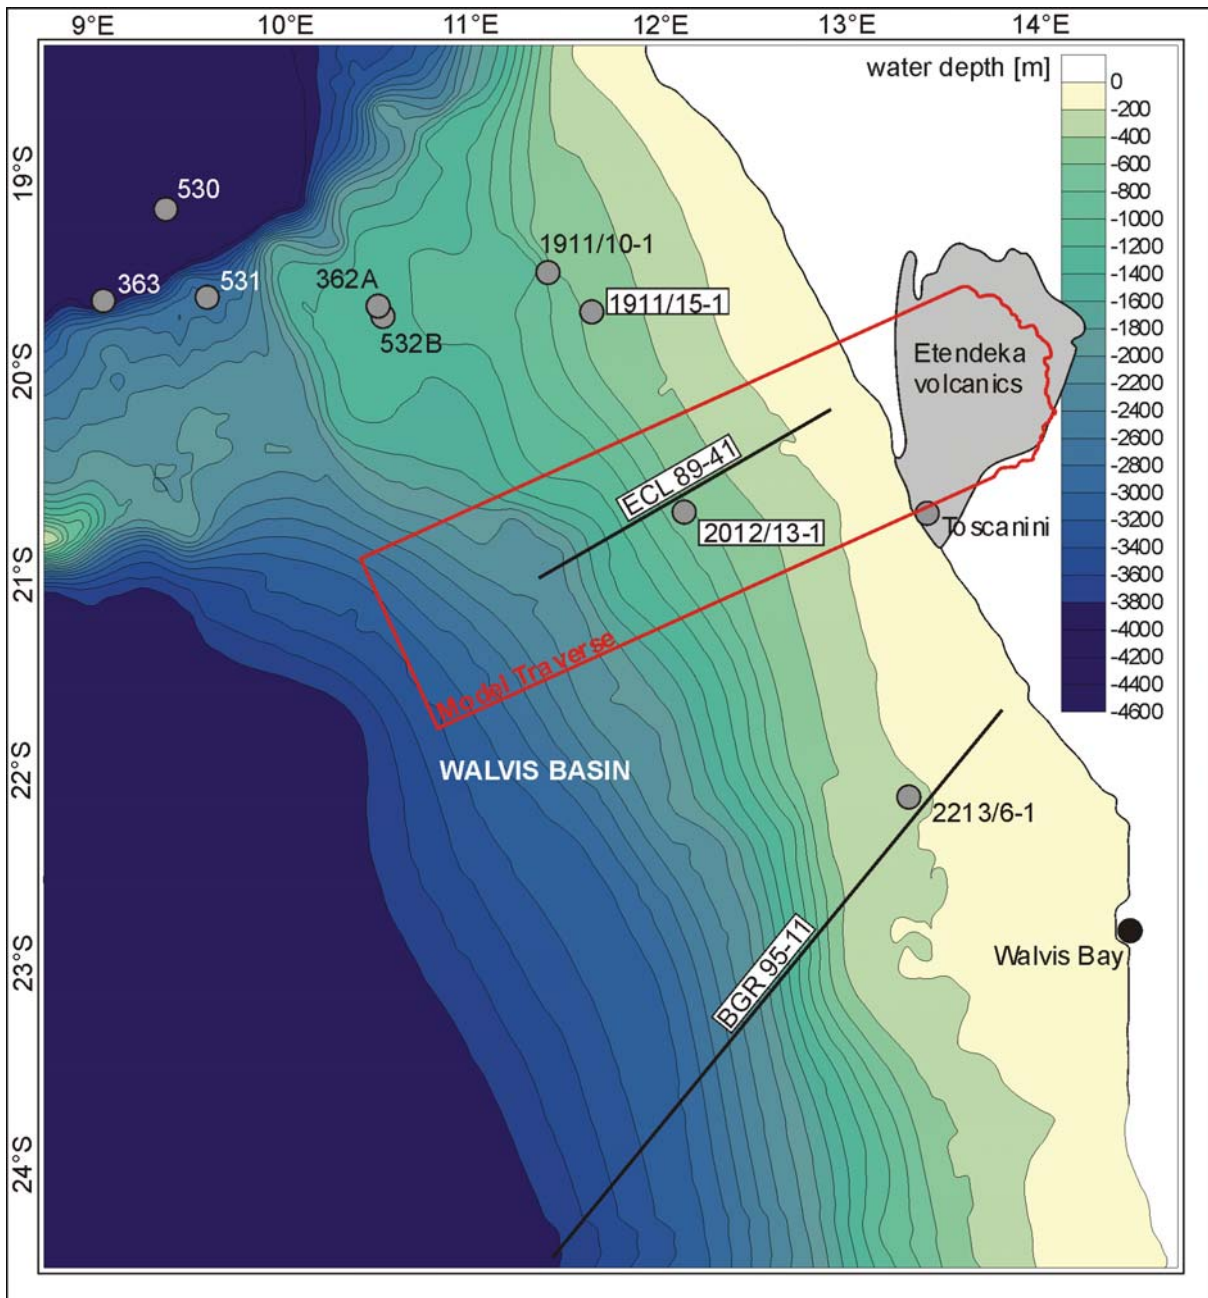 9°E 10°E 11°E 12°E 13°E 14°E
water depth [m]
0
-200
-400
-600
-800
-1000
-1200
-1400
-1600
-1800
-2000
-2200
-2400
-2600
-2800
-3000
-3200
-3400
-3600
-3800
-4000
-4200
-4400
-4600
19°S
20°S
21°S
22°S
23°S
24°S
530
363
531
362A
532B
1911/10-1
1911/15-1
Etendeka
volcanics
ECL 89-41
2012/13-1
Toscanini
Model Traverse
WALVIS BASIN
2213/6-1
BGR 95-11
Walvis Bay